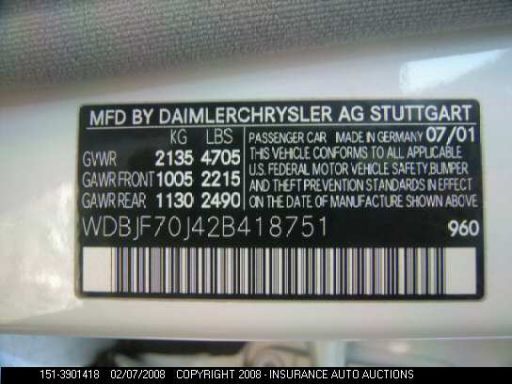 MFD BY DAIMLERCHRYSLER AG STUTTGART
KG LBS
GVWR 2135 4705
GAWR FRONT 1005 2215
GAWR REAR 1130 2490
PASSENGER CAR MADE IN GERMANY 07/01
THIS VEHICLE CONFORMS TO ALL APPLICABLE
U.S. FEDERAL MOTOR VEHICLE SAFETY, BUMPER
AND THEFT PREVENTION STANDARDS IN EFFECT
ON THE DATE OF MANUFACTURE SHOWN ABOVE
WDBJF70J42B418751 960
151-3901418 02/07/2008 COPYRIGHT 2008 - INSURANCE AUTO AUCTIONS